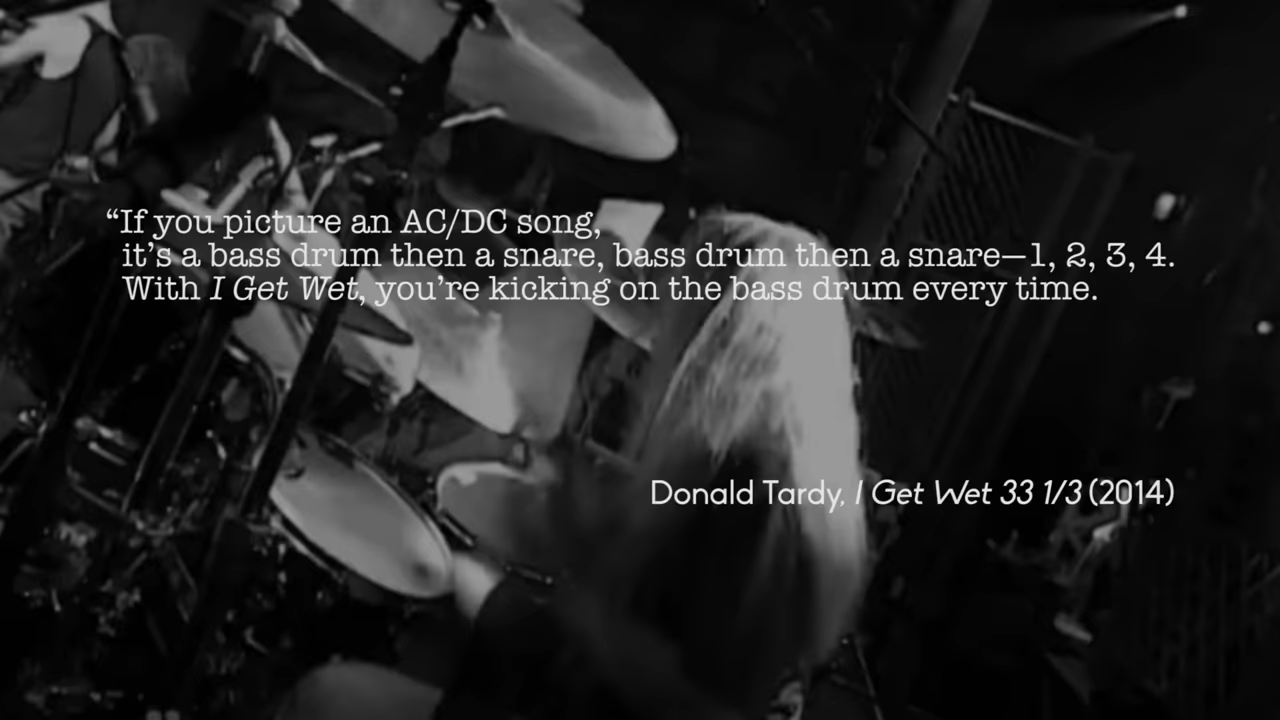 “If you picture an AC/DC song,
it’s a bass drum then a snare, bass drum then a snare—1, 2, 3, 4.
With I Get Wet, you’re kicking on the bass drum every time.
Donald Tardy, I Get Wet 33 1/3 (2014)